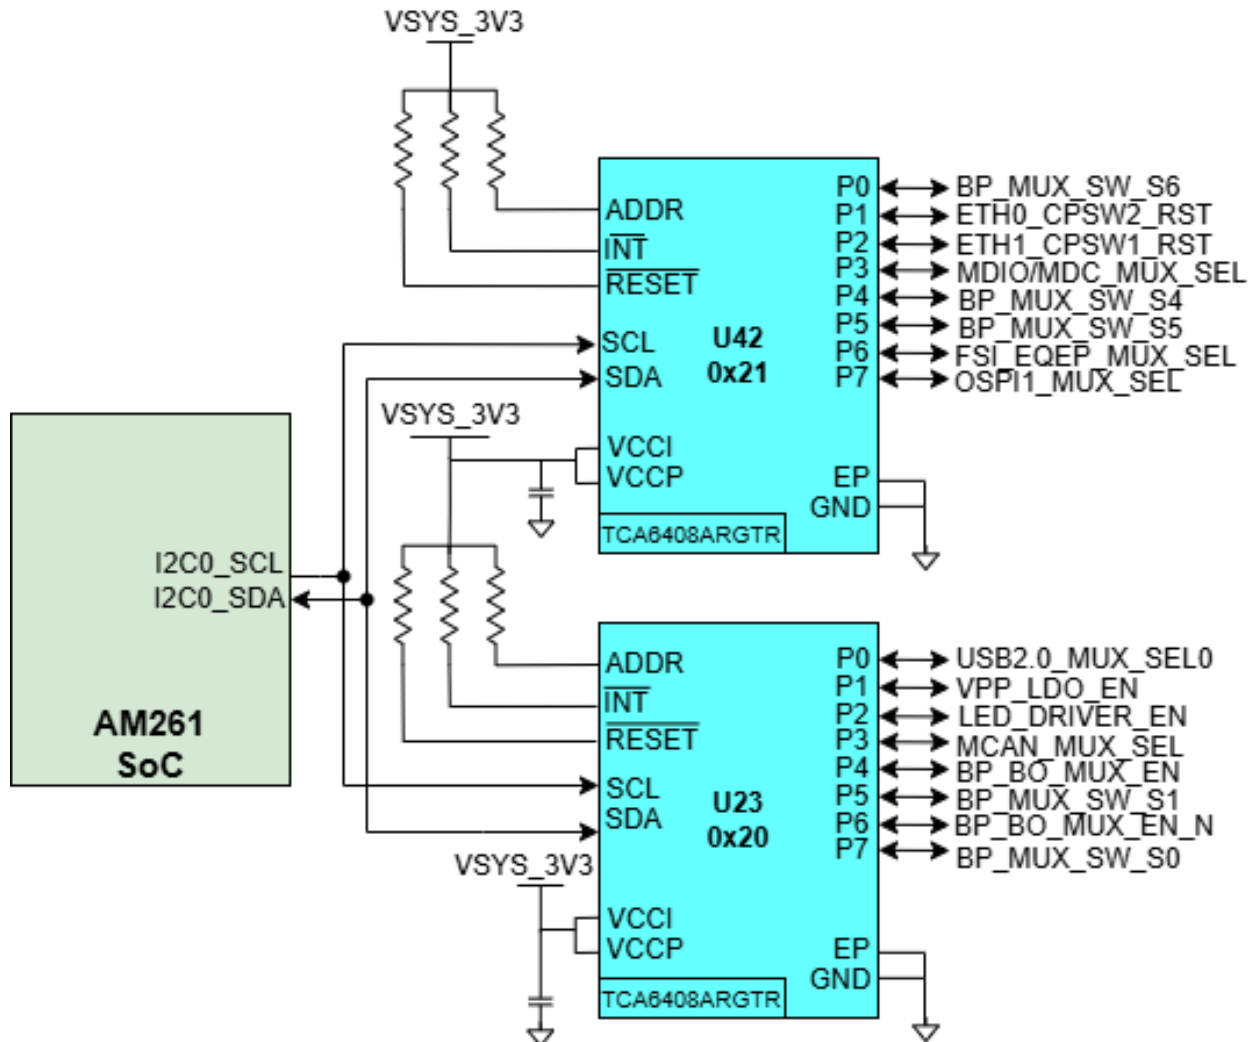 VSYS_3V3
ADDR
INT
RESET
SCL
SDA
VCCI
VCCP
U42
0x21
TCA6408ARGTR
P0
P1
P2
P3
P4
P5
P6
P7
EP
GND
BP_MUX_SW_S6
ETH0_CPSW2_RST
ETH1_CPSW1_RST
MDIO/MDC_MUX_SEL
BP_MUX_SW_S4
BP_MUX_SW_S5
FSI_EQEP_MUX_SEL
OSPI1_MUX_SEL
VSYS_3V3
I2C0_SCL
I2C0_SDA
AM261
SoC
ADDR
INT
RESET
SCL
SDA
VCCI
VCCP
U23
0x20
TCA6408ARGTR
P0
P1
P2
P3
P4
P5
P6
P7
EP
GND
USB2.0_MUX_SEL0
VPP_LDO_EN
LED_DRIVER_EN
MCAN_MUX_SEL
BP_BO_MUX_EN
BP_MUX_SW_S1
BP_BO_MUX_EN_N
BP_MUX_SW_S0
VSYS_3V3